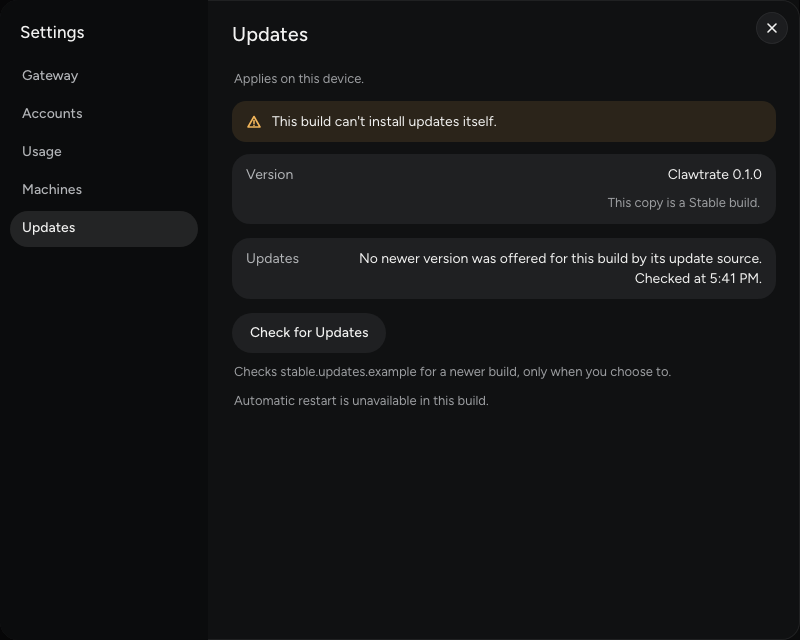 Settings
Gateway
Accounts
Usage
Machines
Updates
Updates
Applies on this device.
This build can't install updates itself.
Version
Clawtrate 0.1.0
This copy is a Stable build.
Updates
No newer version was offered for this build by its update source.
Checked at 5:41 PM.
Check for Updates
Checks stable.updates.example for a newer build, only when you choose to.
Automatic restart is unavailable in this build.